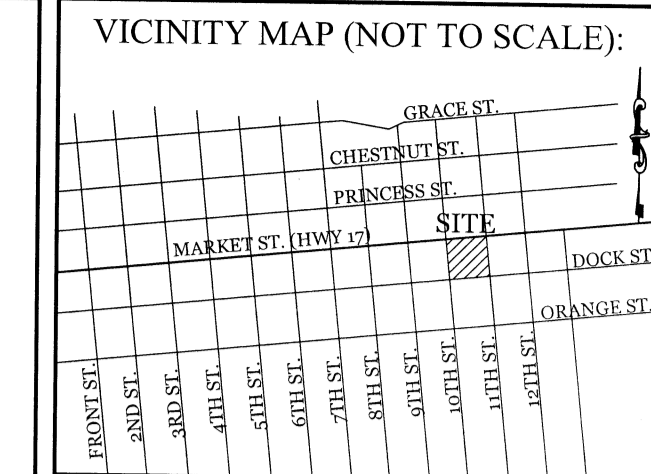 VICINITY MAP (NOT TO SCALE):
GRACE ST.
CHESTNUT ST.
PRINCESS ST.
SITE
MARKET ST. (HWY 17)
DOCK ST
ORANGE ST.
FRONT ST.
2ND ST.
3RD ST.
4TH ST.
5TH ST.
6TH ST.
7TH ST.
8TH ST.
9TH ST.
10TH ST.
11TH ST.
12TH ST.